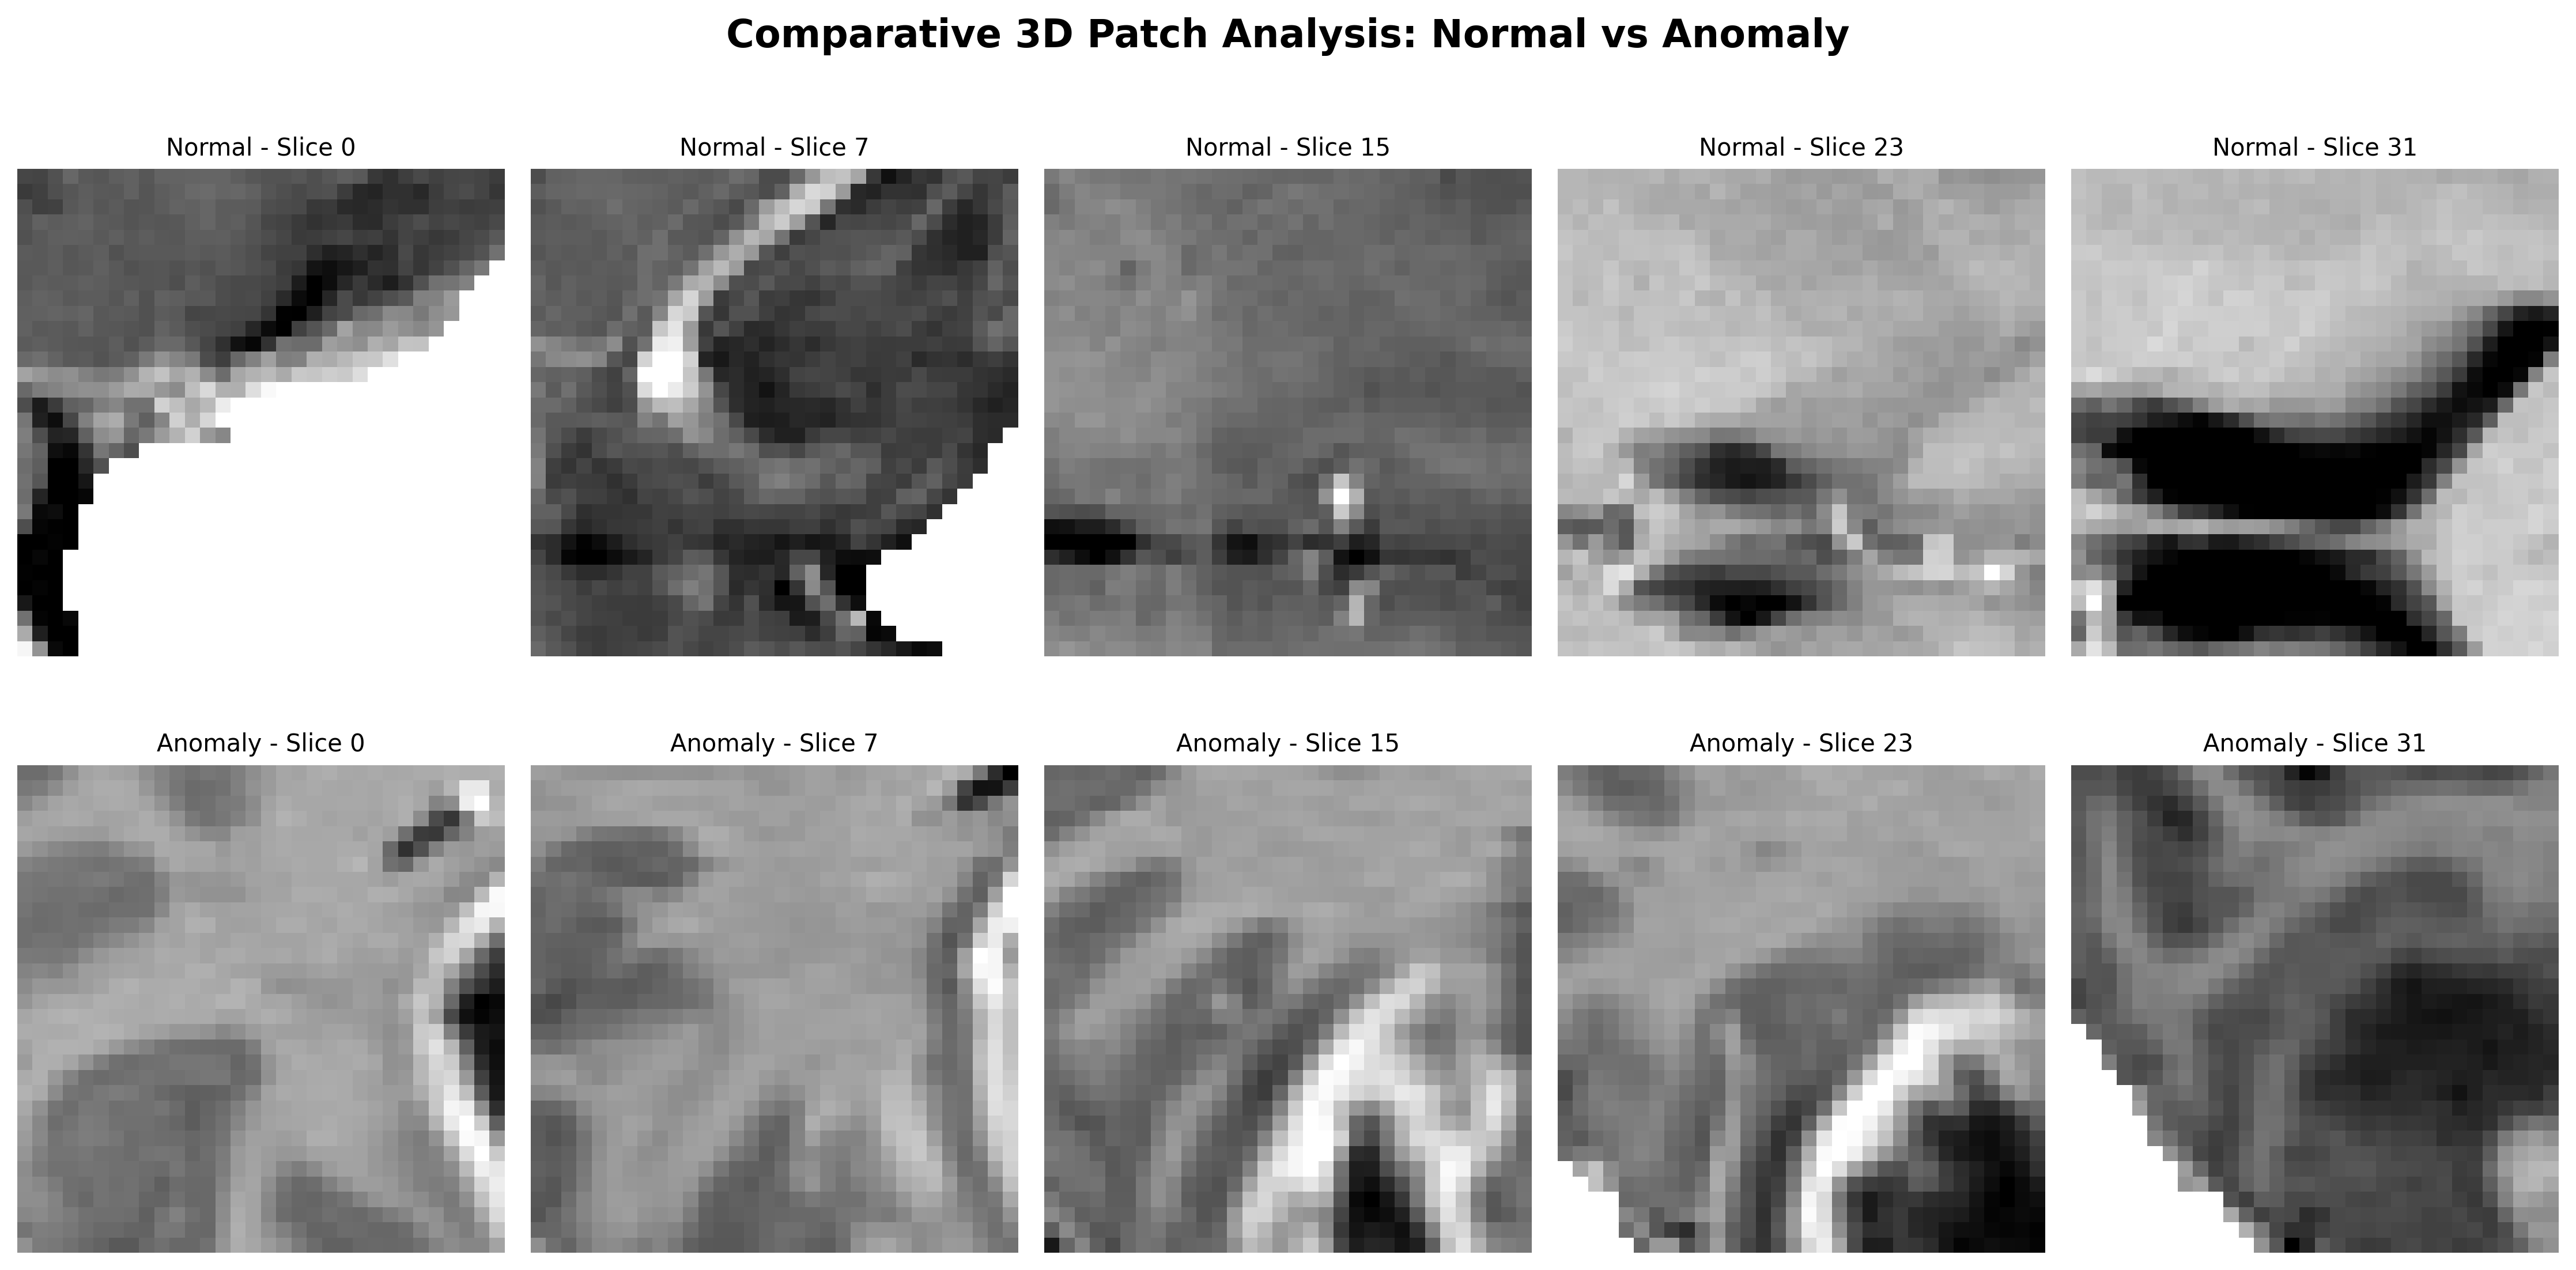 Comparative 3D Patch Analysis: Normal vs Anomaly
Normal - Slice 0
Normal - Slice 7
Normal - Slice 15
Normal - Slice 23
Normal - Slice 31
Anomaly - Slice 0
Anomaly - Slice 7
Anomaly - Slice 15
Anomaly - Slice 23
Anomaly - Slice 31